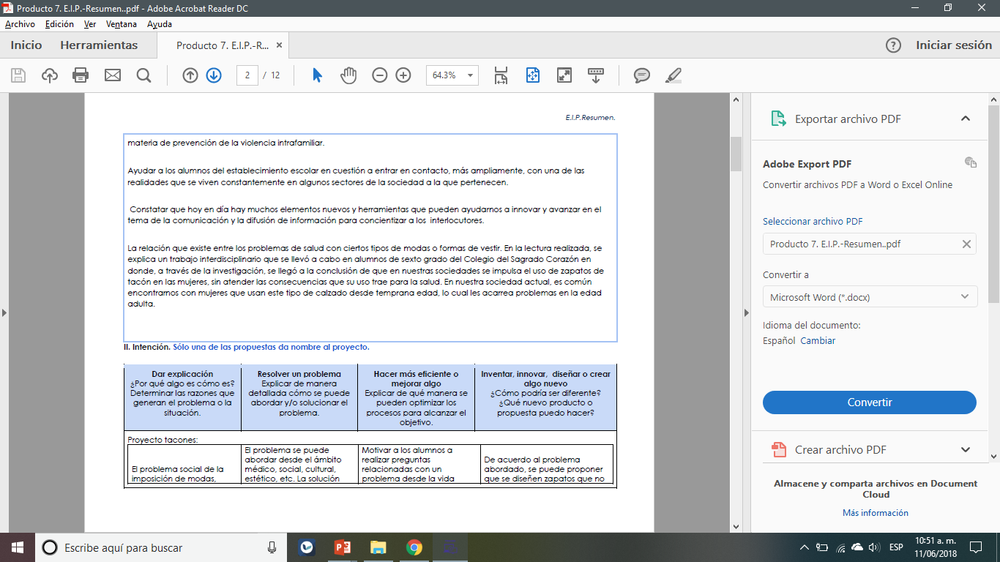 Producto 7. E.I.P.-Resumen..pdf - Adobe Acrobat Reader DC
Archivo Edición Ver Ventana Ayuda
Inicio Herramientas Producto 7. E.I.P.-R... × Iniciar sesión
2 / 12 64.3%
E.I.P.Resumen.
materia de prevención de la violencia intrafamiliar.
Ayudar a los alumnos del establecimiento escolar en cuestión a entrar en contacto, más ampliamente, con una de las
realidades que se viven constantemente en algunos sectores de la sociedad a la que pertenecen.
Constatar que hoy en día hay muchos elementos nuevos y herramientas que pueden ayudarnos a innovar y avanzar en el
tema de la comunicación y la difusión de información para concientizar a los interlocutores.
La relación que existe entre los problemas de salud con ciertos tipos de modas o formas de vestir. En la lectura realizada, se
explica un trabajo interdisciplinario que se llevó a cabo en alumnos de sexto grado del Colegio del Sagrado Corazón en
donde, a través de la investigación, se llegó a la conclusión de que en nuestras sociedades se impulsa el uso de zapatos de
tacón en las mujeres, sin atender las consecuencias que su uso trae para la salud. En nuestra sociedad actual, es común
encontrarnos con mujeres que usan este tipo de calzado desde temprana edad, lo cual les acarrea problemas en la edad
adulta.
II. Intención. Sólo una de las propuestas da nombre al proyecto.
Dar explicación
¿Por qué algo es cómo es?
Determinar las razones que
generan el problema o la
situación.
Resolver un problema
Explicar de manera
detallada cómo se puede
abordar y/o solucionar el
problema.
Hacer más eficiente o
mejorar algo
Explicar de qué manera se
pueden optimizar los
procesos para alcanzar el
objetivo.
Inventar, innovar, diseñar o crear
algo nuevo
¿Cómo podría ser diferente?
¿Qué nuevo producto o
propuesta puedo hacer?
Proyecto tacones:
El problema social de la
imposición de modas,
El problema se puede
abordar desde el ámbito
médico, social, cultural,
estético, etc. La solución
Motivar a los alumnos a
realizar preguntas
relacionadas con un
problema desde la vida
De acuerdo al problema
abordado, se puede proponer
que se diseñen zapatos que no
Exportar archivo PDF
Adobe Export PDF
Convertir archivos PDF a Word o Excel Online
Seleccionar archivo PDF
Producto 7. E.I.P.-Resumen..pdf
Convertir a
Microsoft Word (*.docx)
Idioma del documento:
Español Cambiar
Convertir
Crear archivo PDF
Almacene y comparta archivos en Document
Cloud
Más información
Escribe aquí para buscar
ESP
10:51 a. m.
11/06/2018